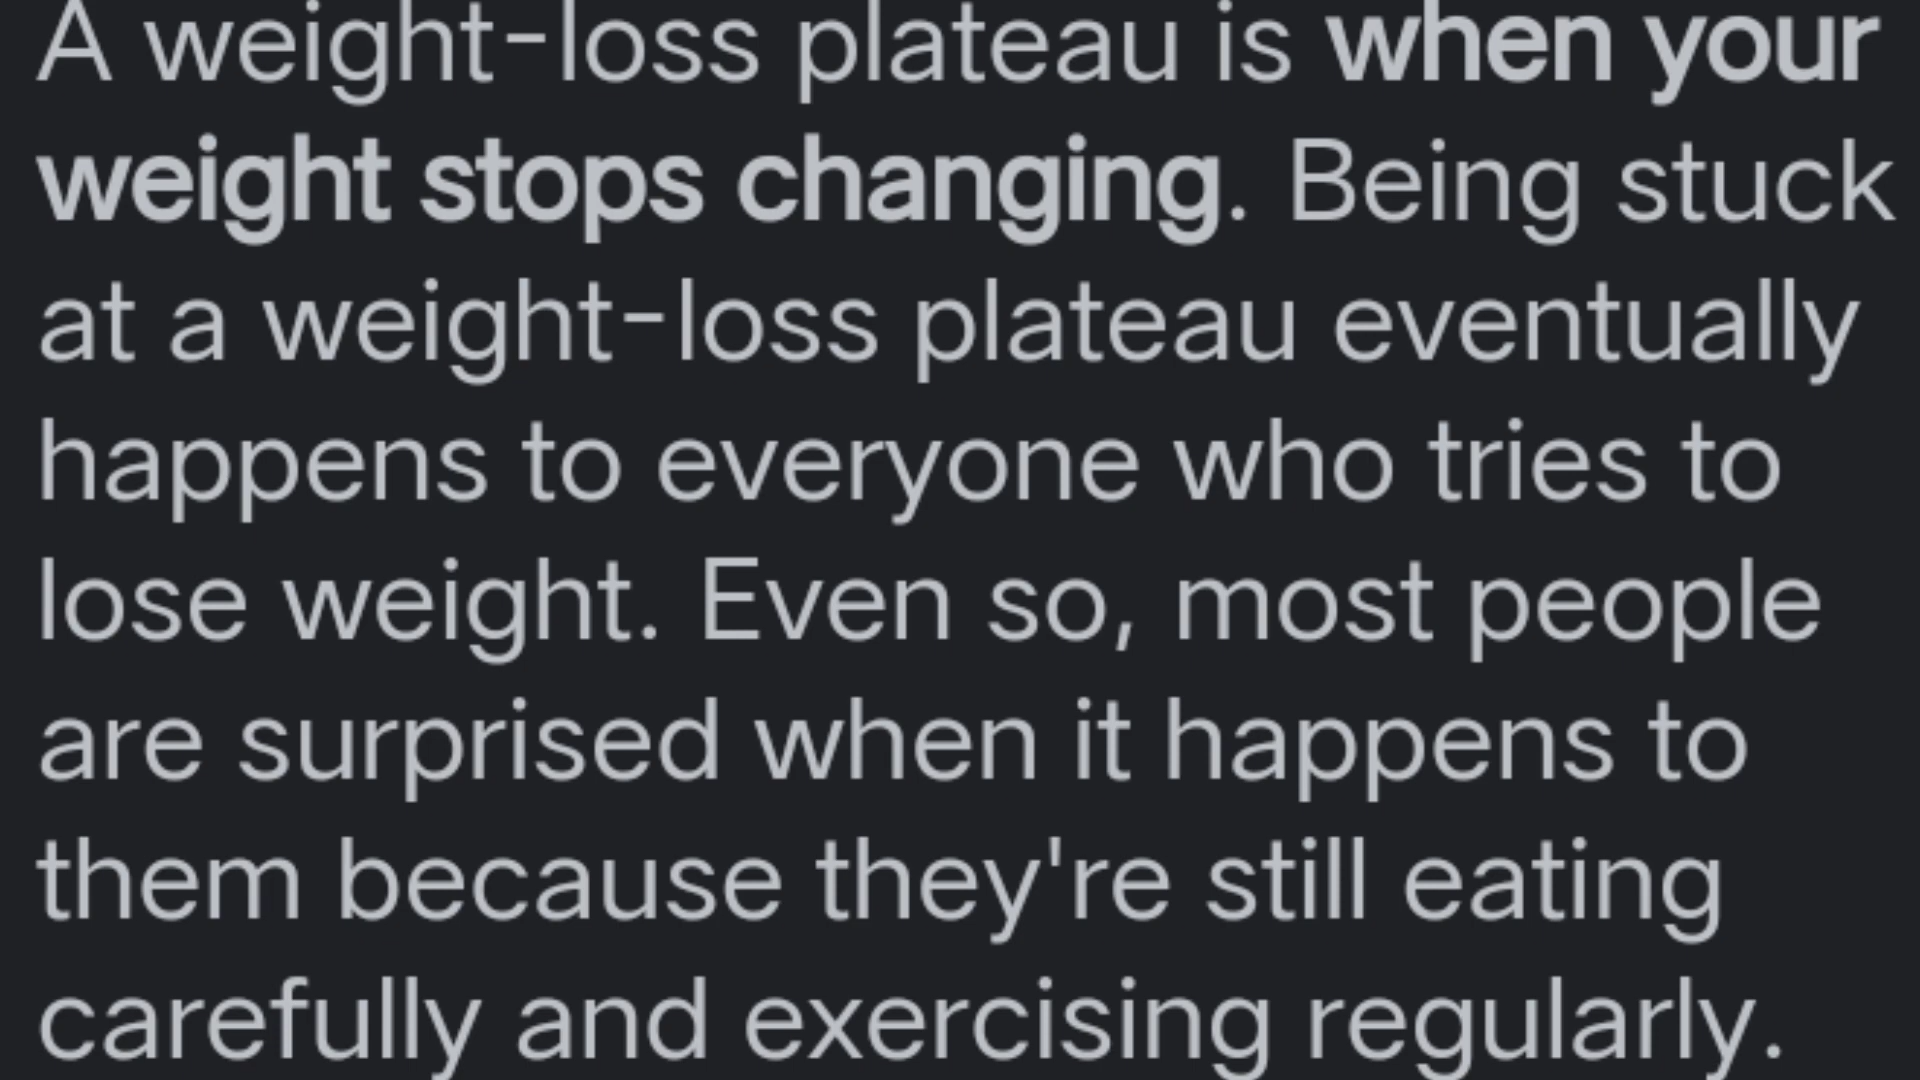 A weight-loss plateau is when your
weight stops changing. Being stuck
at a weight-loss plateau eventually
happens to everyone who tries to
lose weight. Even so, most people
are surprised when it happens to
them because they're still eating
carefully and exercising regularly.